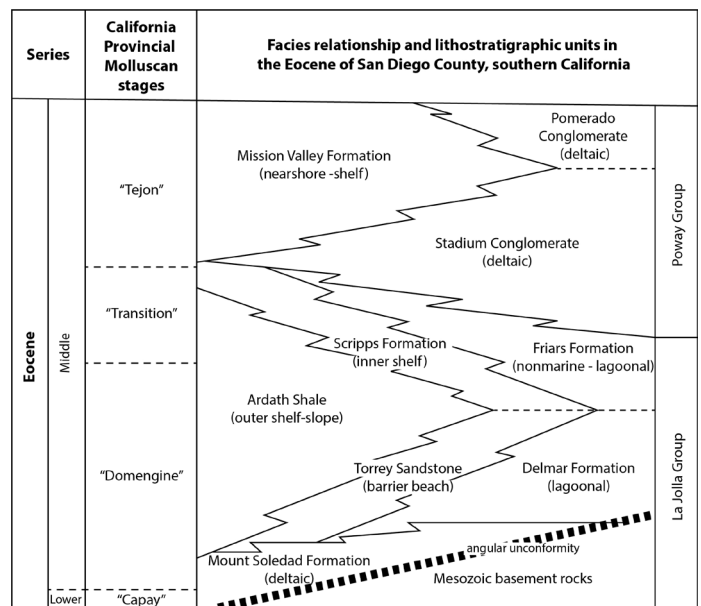 Series
California
Provincial
Molluscan
stages
Facies relationship and lithostratigraphic units in
the Eocene of San Diego County, southern California
Eocene
Middle
Lower
“Tejon”
“Transition”
“Domengine”
“Capay”
Mission Valley Formation
(nearshore -shelf)
Pomerado
Conglomerate
(deltaic)
Stadium Conglomerate
(deltaic)
Scripps Formation
(inner shelf)
Friars Formation
(nonmarine - lagoonal)
Ardath Shale
(outer shelf-slope)
Torrey Sandstone
(barrier beach)
Delmar Formation
(lagoonal)
Mount Soledad Formation
(deltaic)
angular unconformity
Mesozoic basement rocks
Poway Group
La Jolla Group